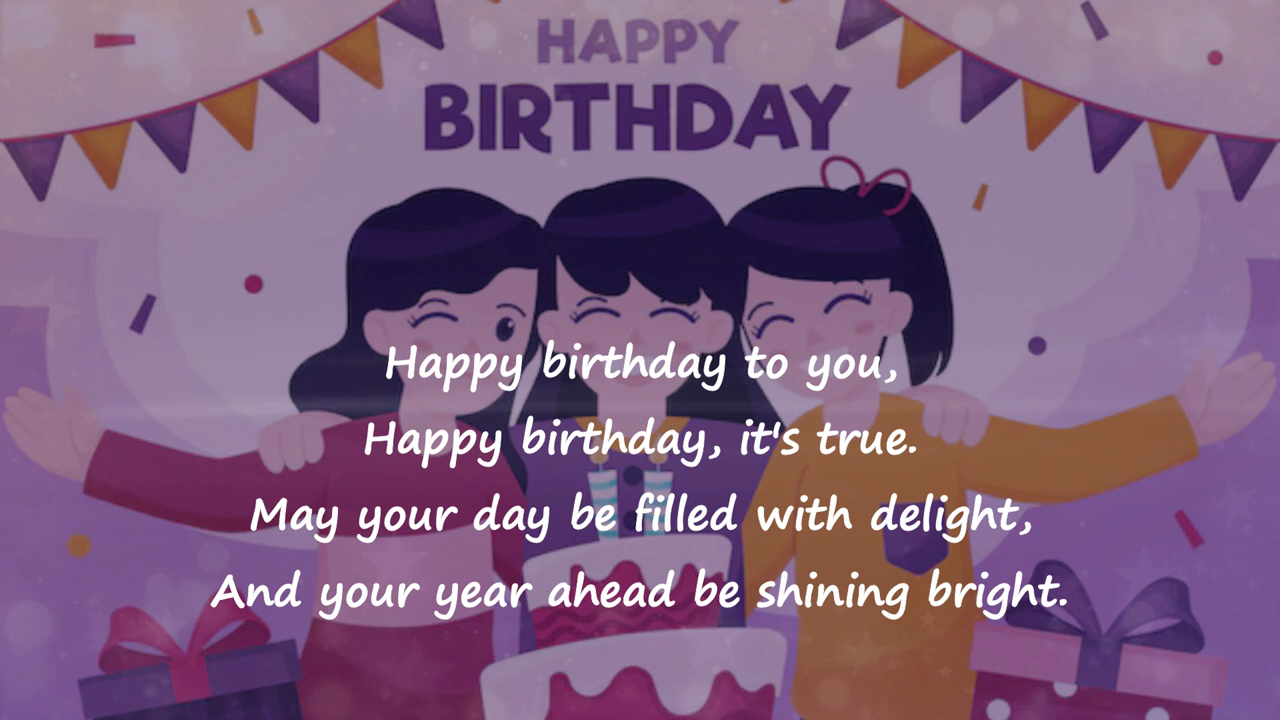 HAPPY
BIRTHDAY
Happy birthday to you,
Happy birthday, it's true.
May your day be filled with delight,
And your year ahead be shining bright.